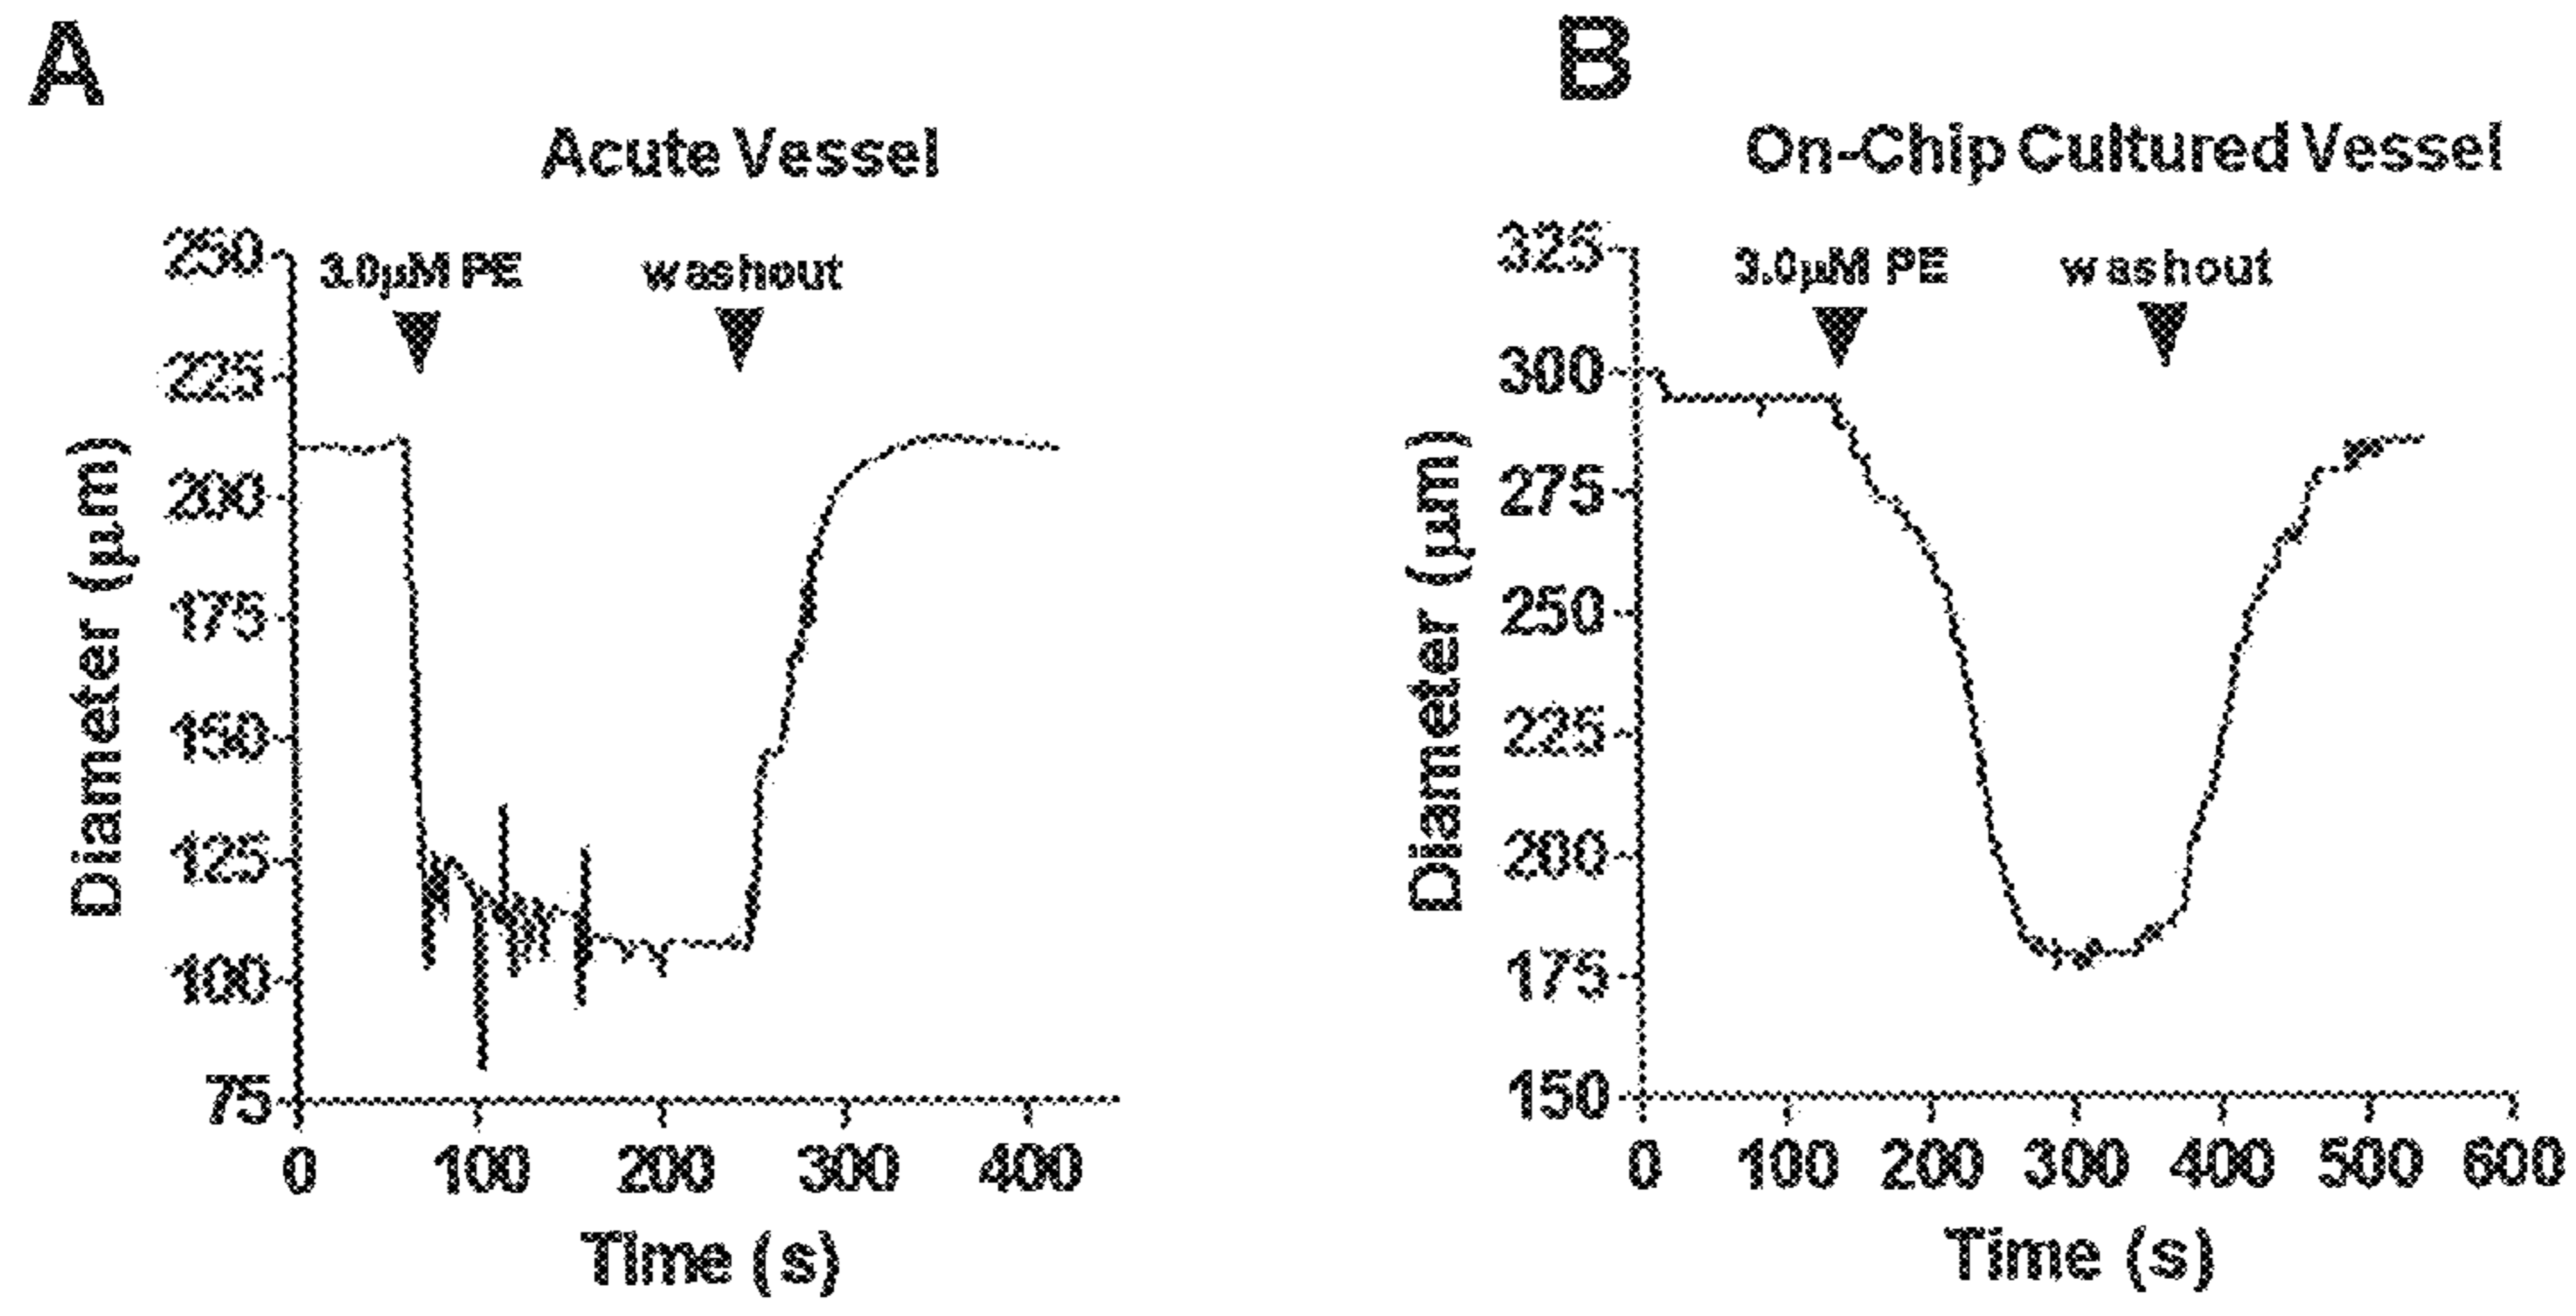 A
Acute Vessel
250
225
200
175
150
125
100
75
Diameter (μm)
3.0μM PE
washout
0 100 200 300 400
Time (s)
B
On-Chip Cultured Vessel
325
300
275
250
225
200
175
150
Diameter (μm)
3.0μM PE
washout
0 100 200 300 400 500 600
Time (s)